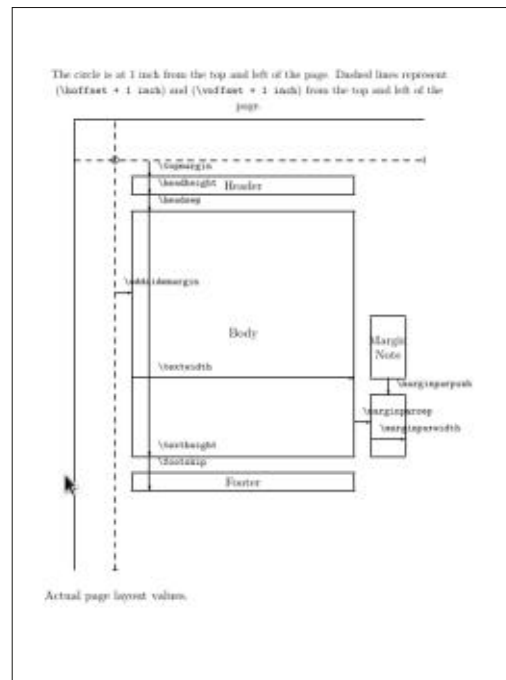 The circle is at 1 inch from the top and left of the page. Dashed lines represent
(\hoffset + 1 inch) and (\voffset + 1 inch) from the top and left of the
page.
\topmargin
\headheight
Header
\headsep
\oddsidemargin
Body
Margin
Note
\textwidth
\marginparpush
\marginparsep
\marginparwidth
\textheight
\footskip
Footer
Actual page layout values.